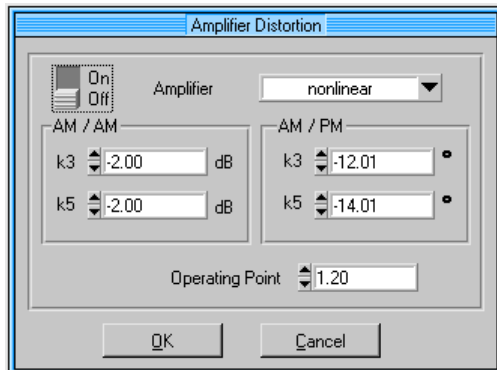 Amplifier Distortion
On
Off
Amplifier nonlinear
AM / AM
k3 -2.00 dB
k5 -2.00 dB
AM / PM
k3 -12.01 °
k5 -14.01 °
Operating Point 1.20
OK Cancel